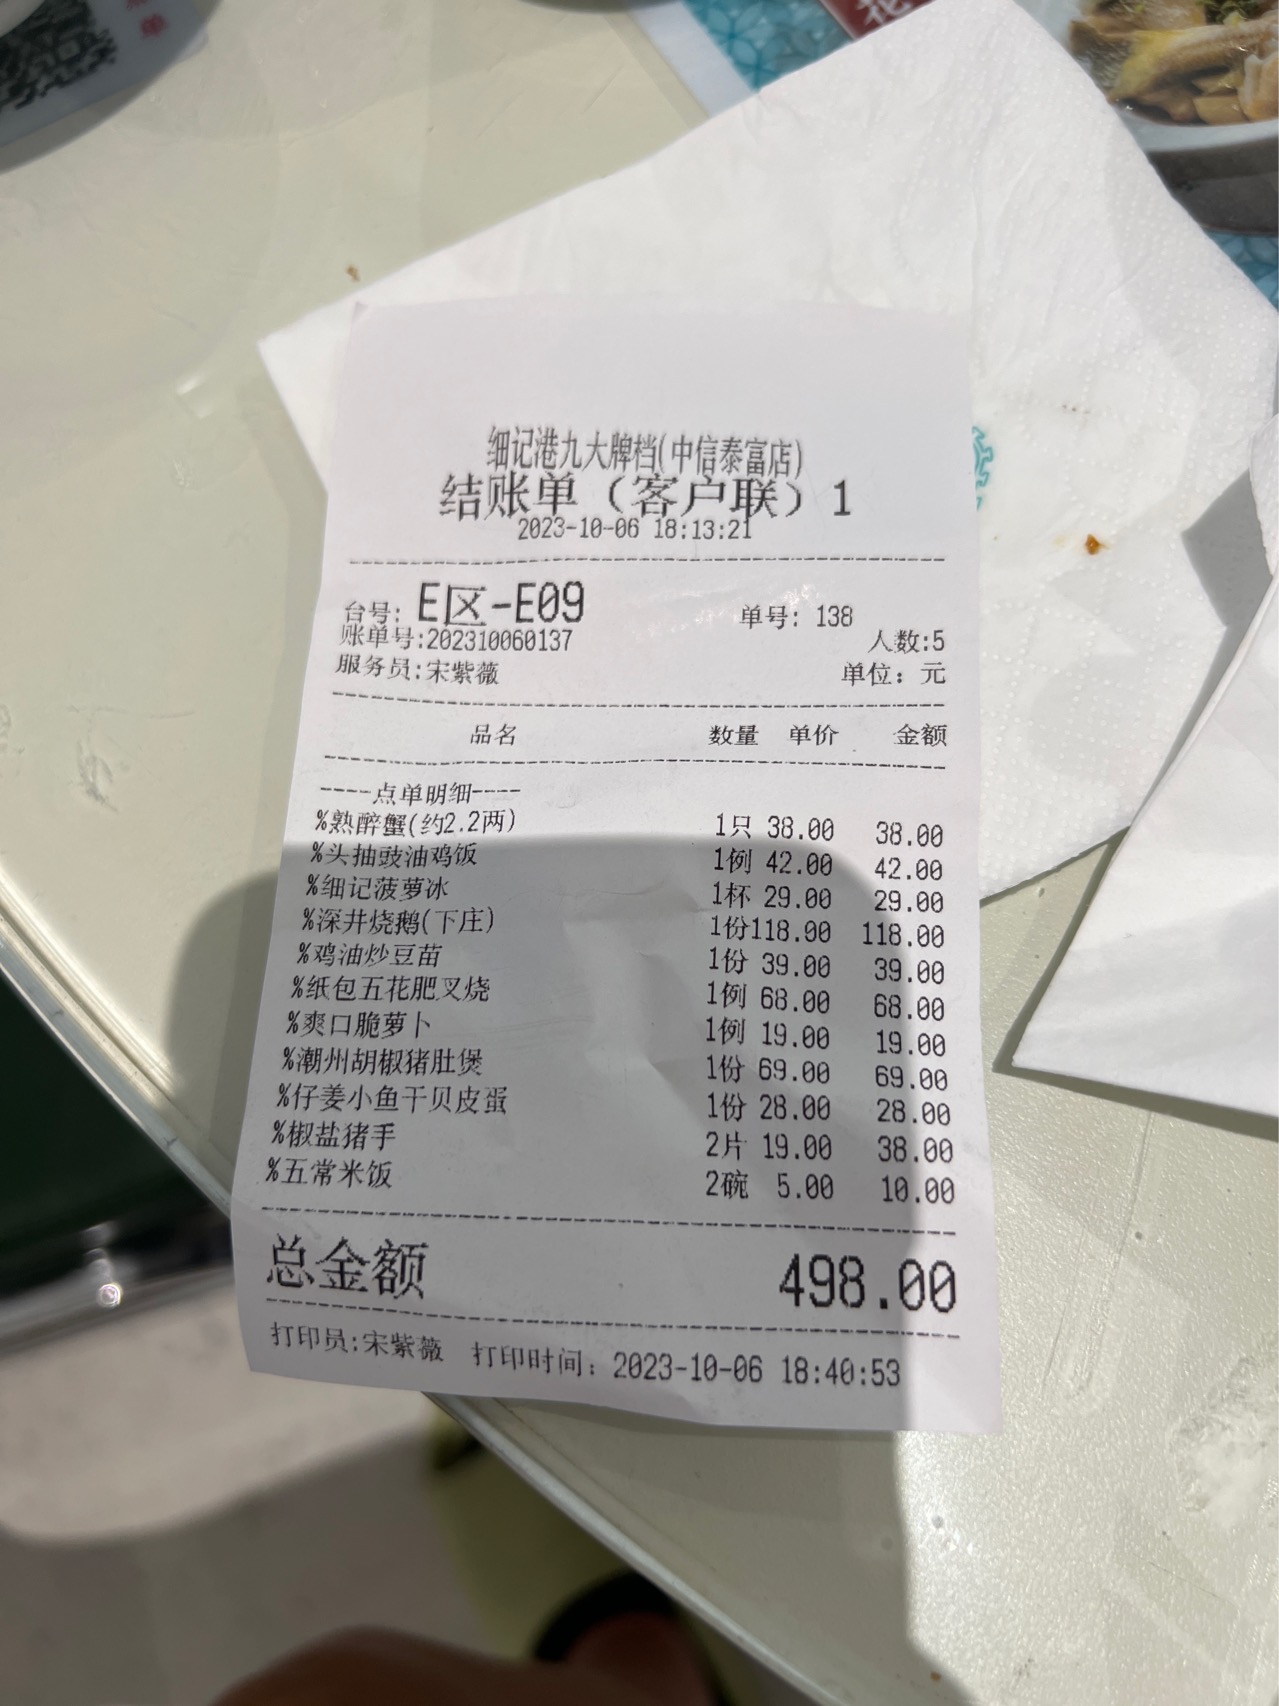 单
花
细记港九大牌档(中信泰富店)
结账单（客户联）1
2023-10-06 18:13:21
台号: E区-E09 单号: 138
账单号:202310060137 人数:5
服务员:宋紫薇 单位: 元
品名 数量 单价 金额
----点单明细----
%熟醉蟹(约2.2两) 1只 38.00 38.00
%头抽豉油鸡饭 1例 42.00 42.00
%细记菠萝冰 1杯 29.00 29.00
%深井烧鹅(下庄) 1份118.00 118.00
%鸡油炒豆苗 1份 39.00 39.00
%纸包五花肥叉烧 1例 68.00 68.00
%爽口脆萝卜 1例 19.00 19.00
%潮州胡椒猪肚煲 1份 69.00 69.00
%仔姜小鱼干贝皮蛋 1份 28.00 28.00
%椒盐猪手 2片 19.00 38.00
%五常米饭 2碗 5.00 10.00
总金额 498.00
打印员:宋紫薇 打印时间: 2023-10-06 18:40:53